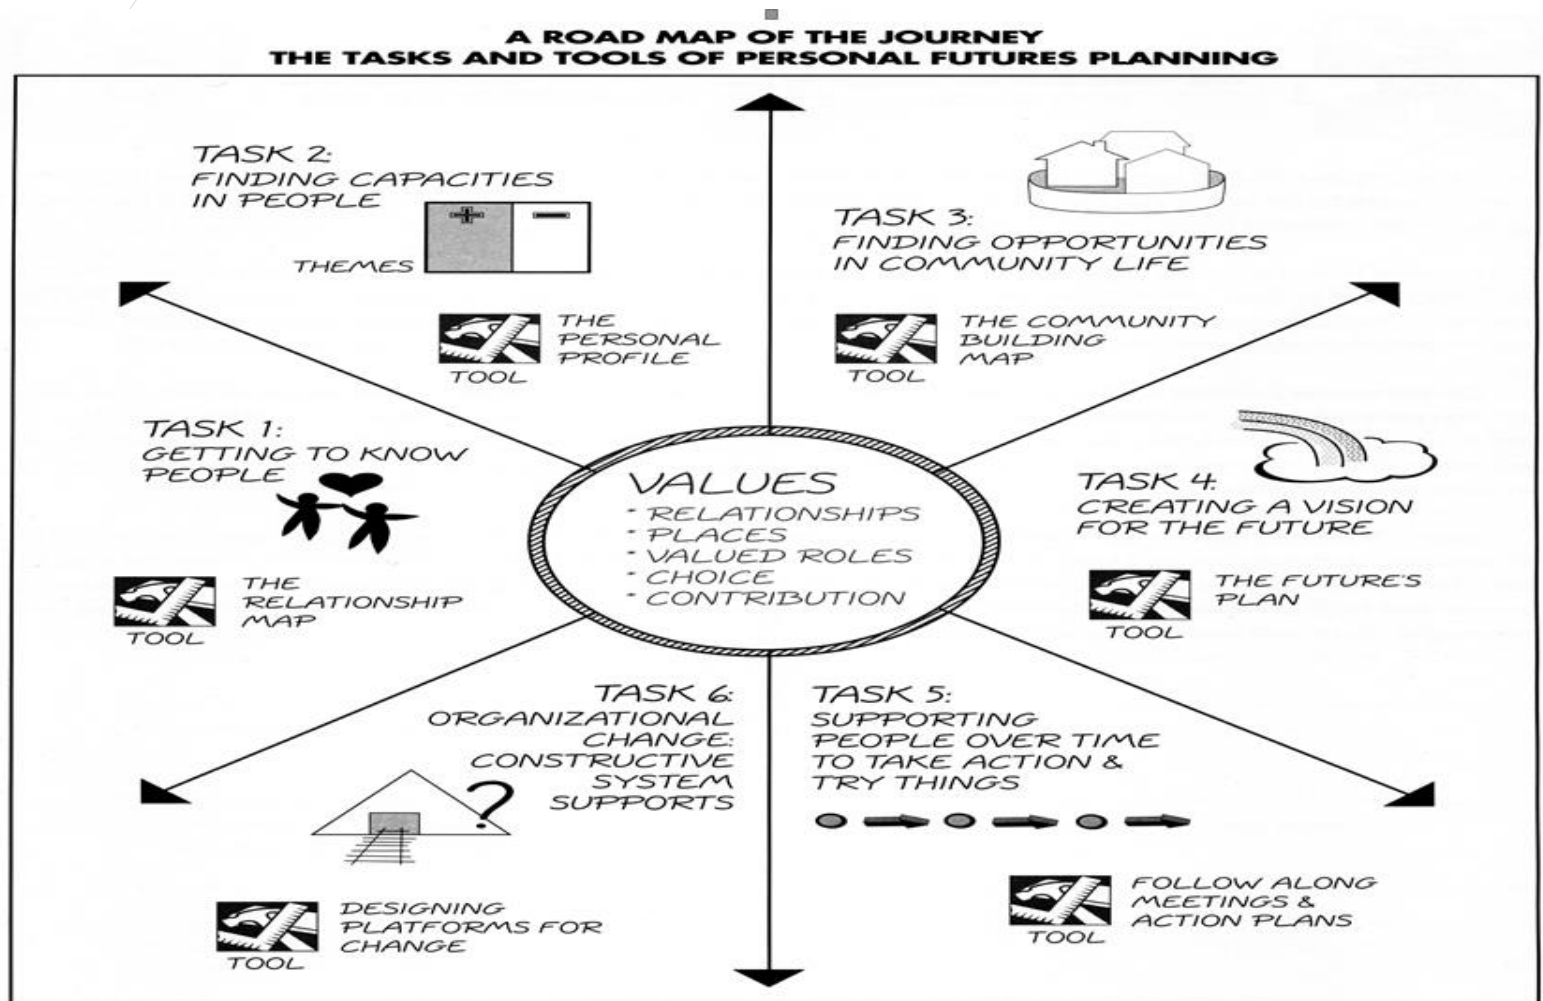 A ROAD MAP OF THE JOURNEY
THE TASKS AND TOOLS OF PERSONAL FUTURES PLANNING
TASK 2:
FINDING CAPACITIES
IN PEOPLE
THEMES
THE
PERSONAL
PROFILE
TOOL
TASK 3:
FINDING OPPORTUNITIES
IN COMMUNITY LIFE
THE COMMUNITY
BUILDING
MAP
TOOL
TASK 1:
GETTING TO KNOW
PEOPLE
THE
RELATIONSHIP
MAP
TOOL
VALUES
· RELATIONSHIPS
· PLACES
· VALUED ROLES
· CHOICE
· CONTRIBUTION
TASK 4:
CREATING A VISION
FOR THE FUTURE
THE FUTURE'S
PLAN
TOOL
TASK 6:
ORGANIZATIONAL
CHANGE:
CONSTRUCTIVE
SYSTEM
SUPPORTS
?
DESIGNING
PLATFORMS FOR
CHANGE
TOOL
TASK 5:
SUPPORTING
PEOPLE OVER TIME
TO TAKE ACTION &
TRY THINGS
FOLLOW ALONG
MEETINGS &
ACTION PLANS
TOOL